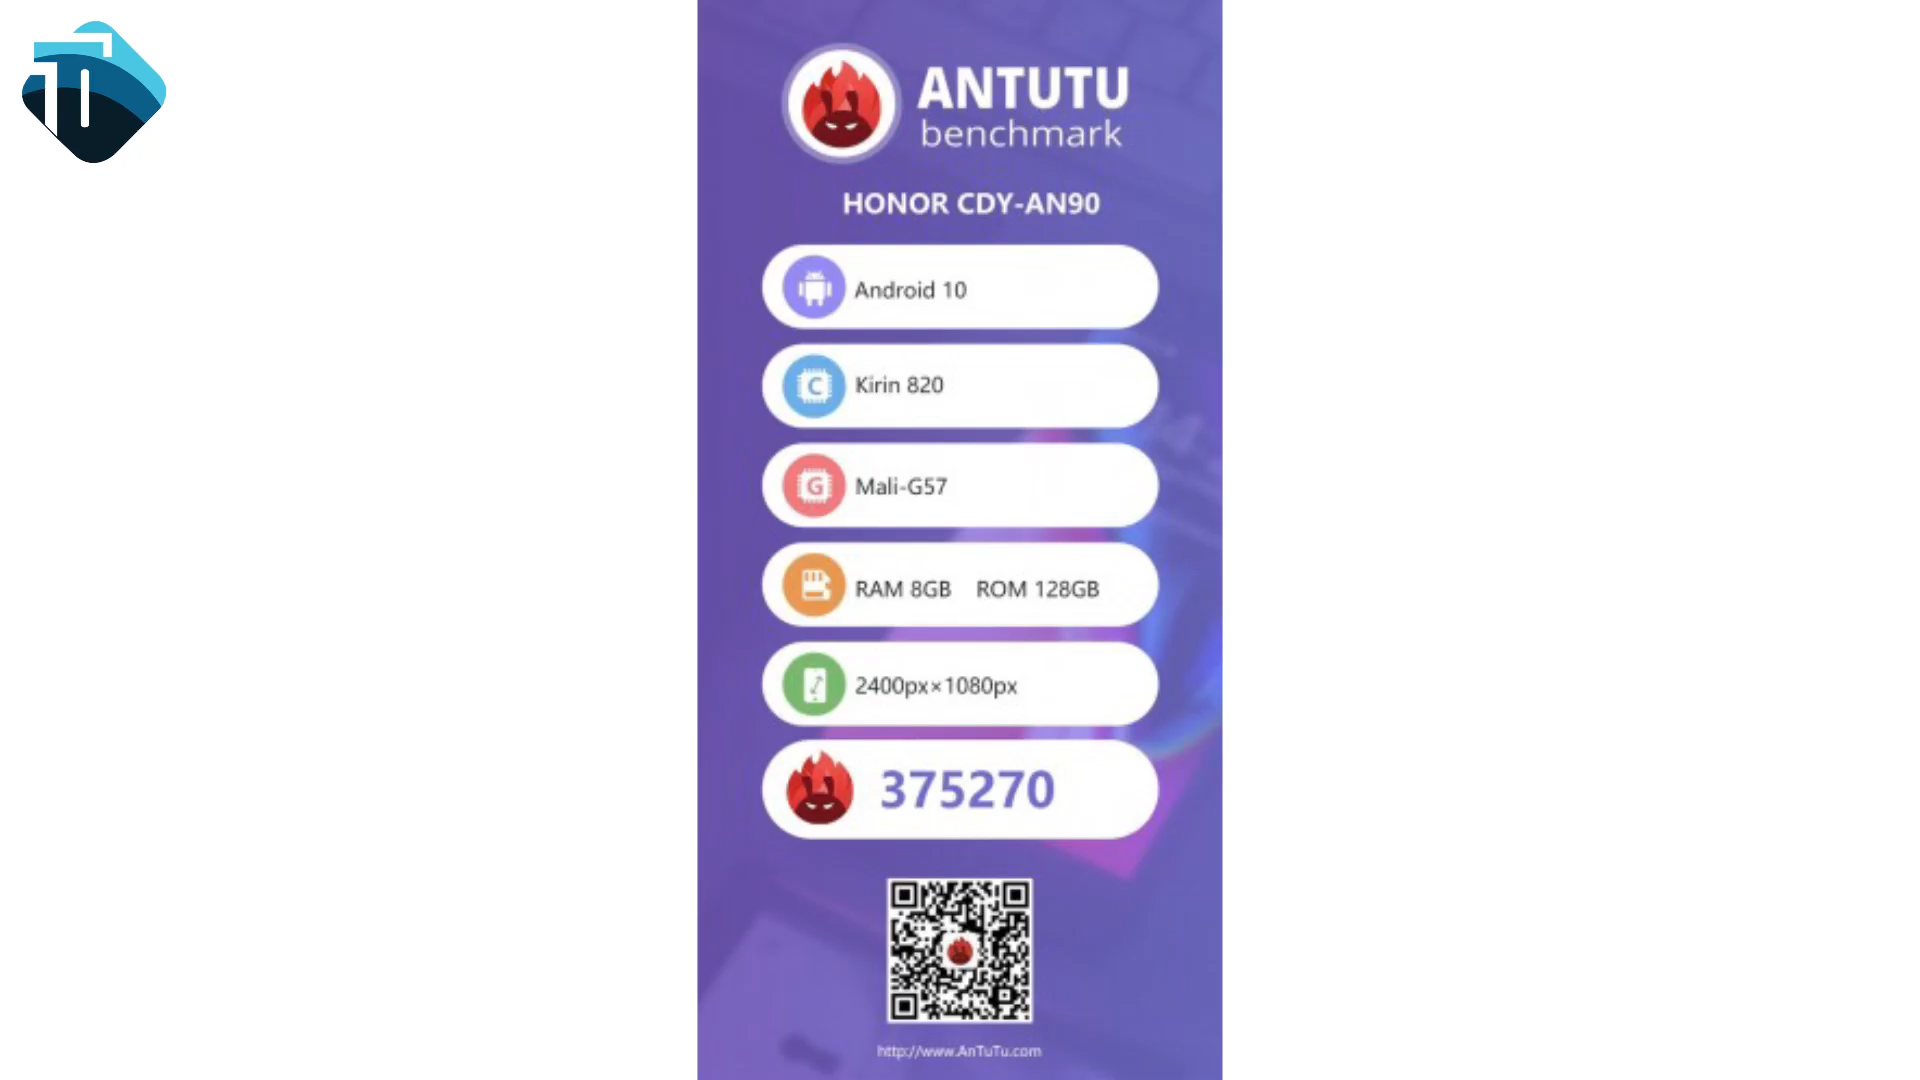 ANTUTU
benchmark
HONOR CDY-AN90
Android 10
Kirin 820
Mali-G57
RAM 8GB ROM 128GB
2400px×1080px
375270
http://www.AnTuTu.com